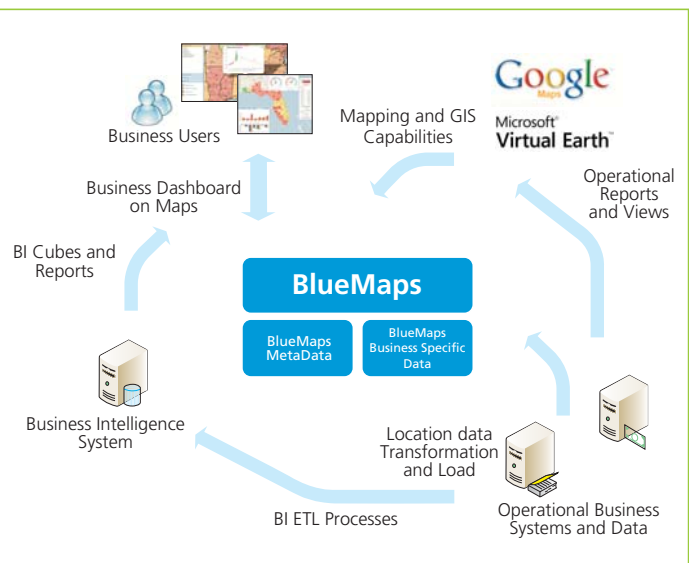 Google
Maps
Microsoft®
Virtual Earth™
Business Users
Mapping and GIS
Capabilities
Business Dashboard
on Maps
Operational
Reports
and Views
BI Cubes and
Reports
BlueMaps
BlueMaps
MetaData
BlueMaps
Business Specific
Data
Business Intelligence
System
Location data
Transformation
and Load
BI ETL Processes
Operational Business
Systems and Data